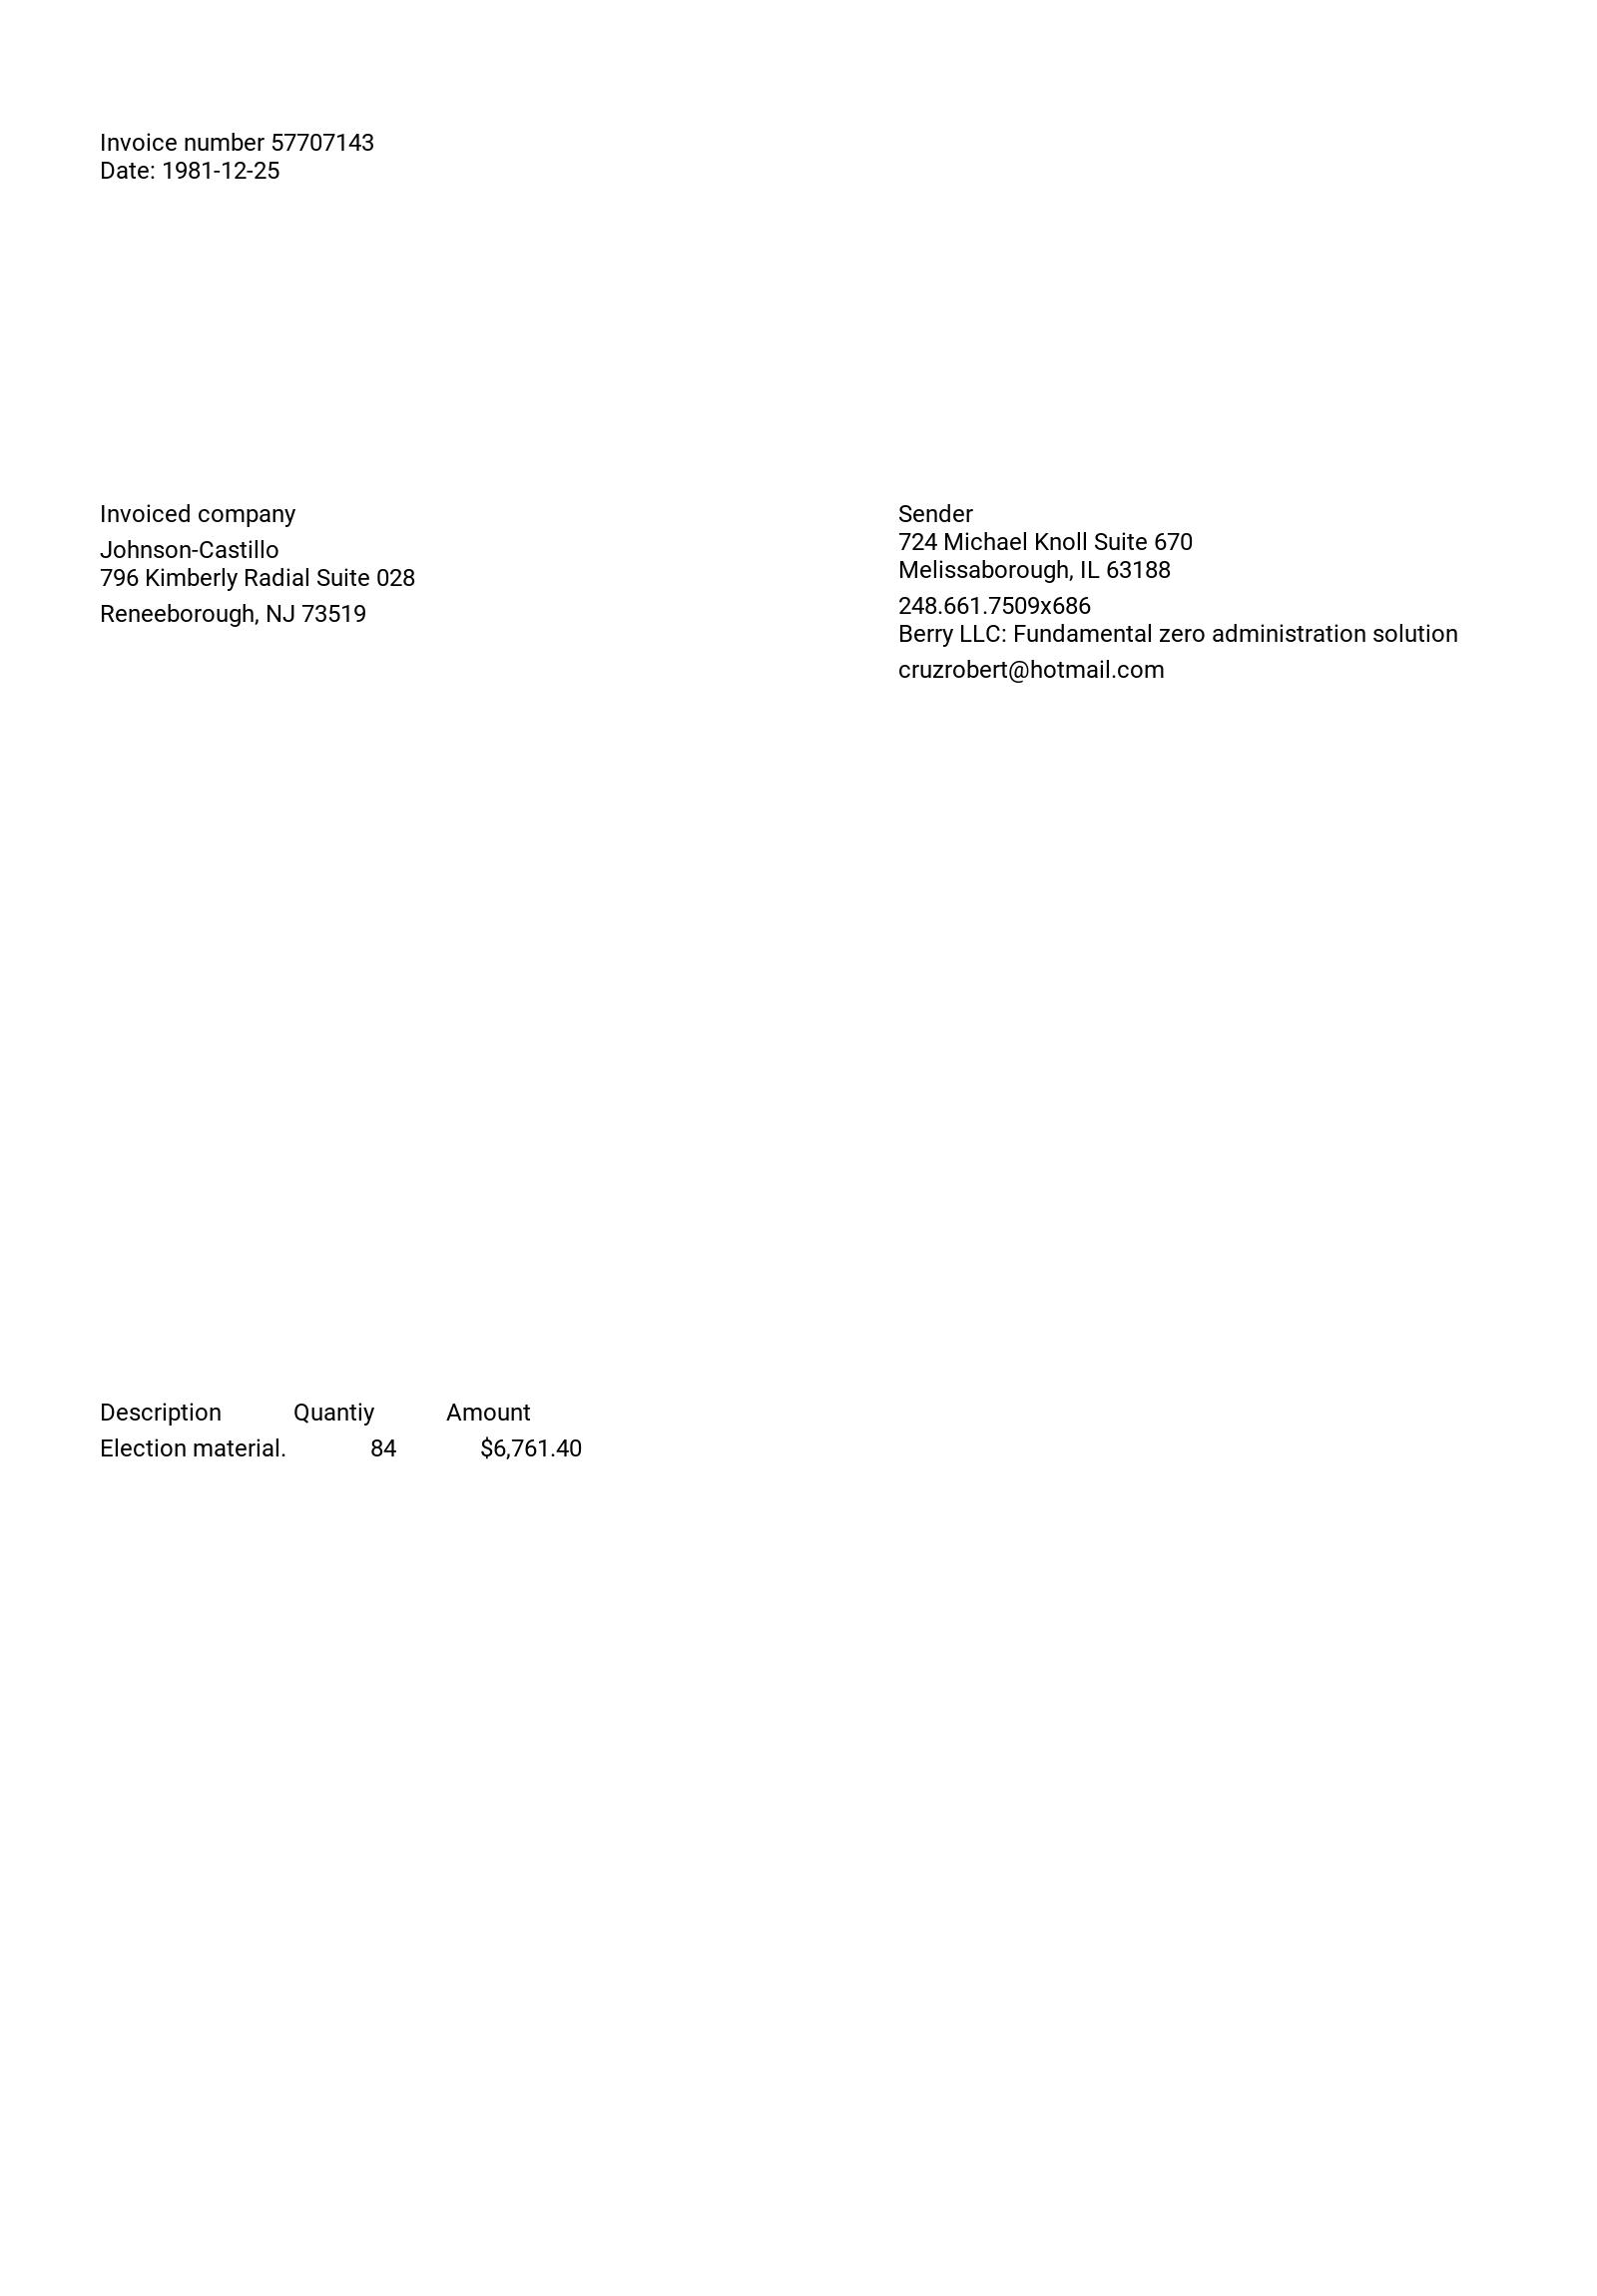 Invoice number 57707143
Date: 1981-12-25
Invoiced company
Johnson-Castillo
796 Kimberly Radial Suite 028
Reneeborough, NJ 73519
Sender
724 Michael Knoll Suite 670
Melissaborough, IL 63188
248.661.7509x686
Berry LLC: Fundamental zero administration solution
cruzrobert@hotmail.com
Description Quantiy Amount
Election material. 84 $6,761.40